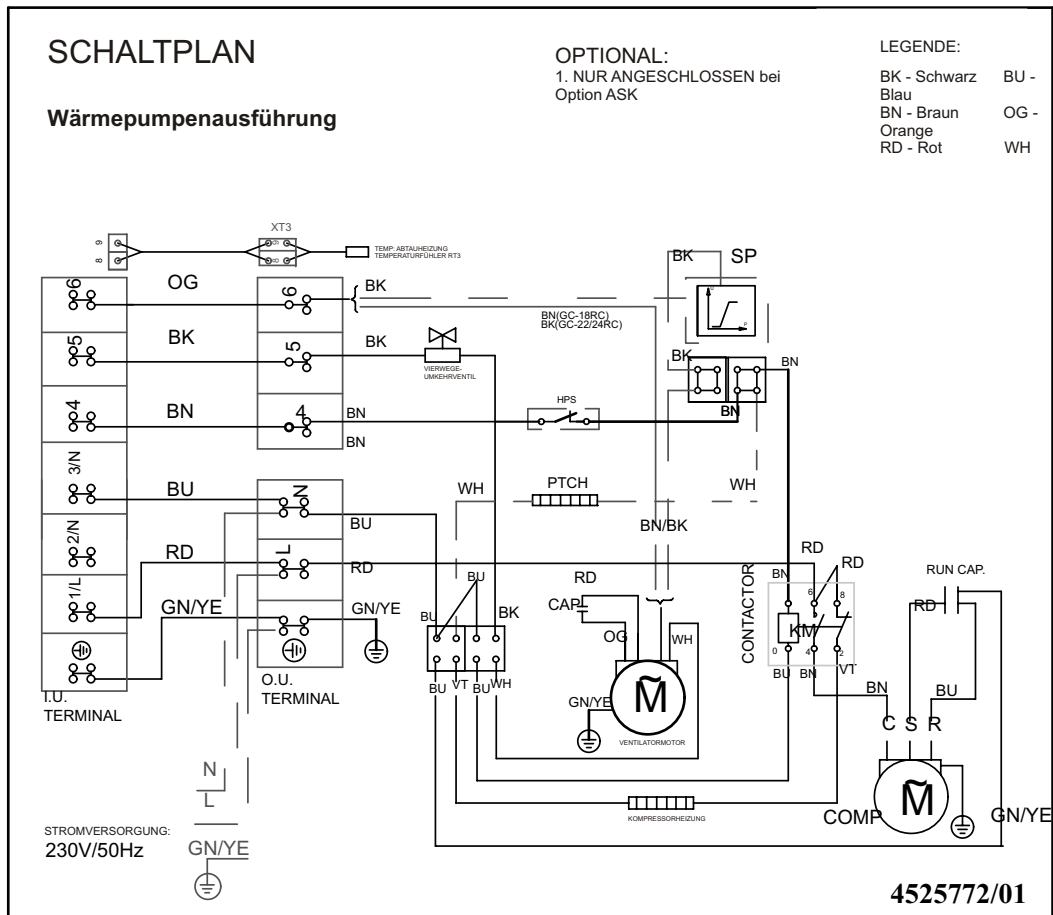 SCHALTPLAN
Wärmepumpenausführung
OPTIONAL:
1. NUR ANGESCHLOSSEN bei
Option ASK
LEGENDE:
BK - Schwarz BU -
Blau
BN - Braun OG -
Orange
RD - Rot WH
XT3
9
8
9
8
TEMP: ABTAUHEIZUNG
TEMPERATURFÜHLER RT3
BK
SP
P
6
OG
6
BK
BN(GC-18RC)
BK(GC-22/24RC)
5
BK
5
BK
VIERWEGE-
UMKEHRVENTIL
BK
BN
4
BN
4
BN
BN
HPS
BN
3/N
BU
N
BU
WH
PTCH
WH
BN/BK
2/N
RD
L
RD
BU
RD
RD
RD
BN
RUN CAP.
1/L
GN/YE
GN/YE
BU
BK
CAP
OG
WH
CONTACTOR
6
8
KM
RD
0
4
2
BU
VT
BU
WH
BU
BN
VT
BN
BU
I.U.
TERMINAL
O.U.
TERMINAL
GN/YE
M̃
VENTILATORMOTOR
C S R
N
L
KOMPRESSORHEIZUNG
COMP
M̃
GN/YE
STROMVERSORGUNG:
230V/50Hz
GN/YE
4525772/01